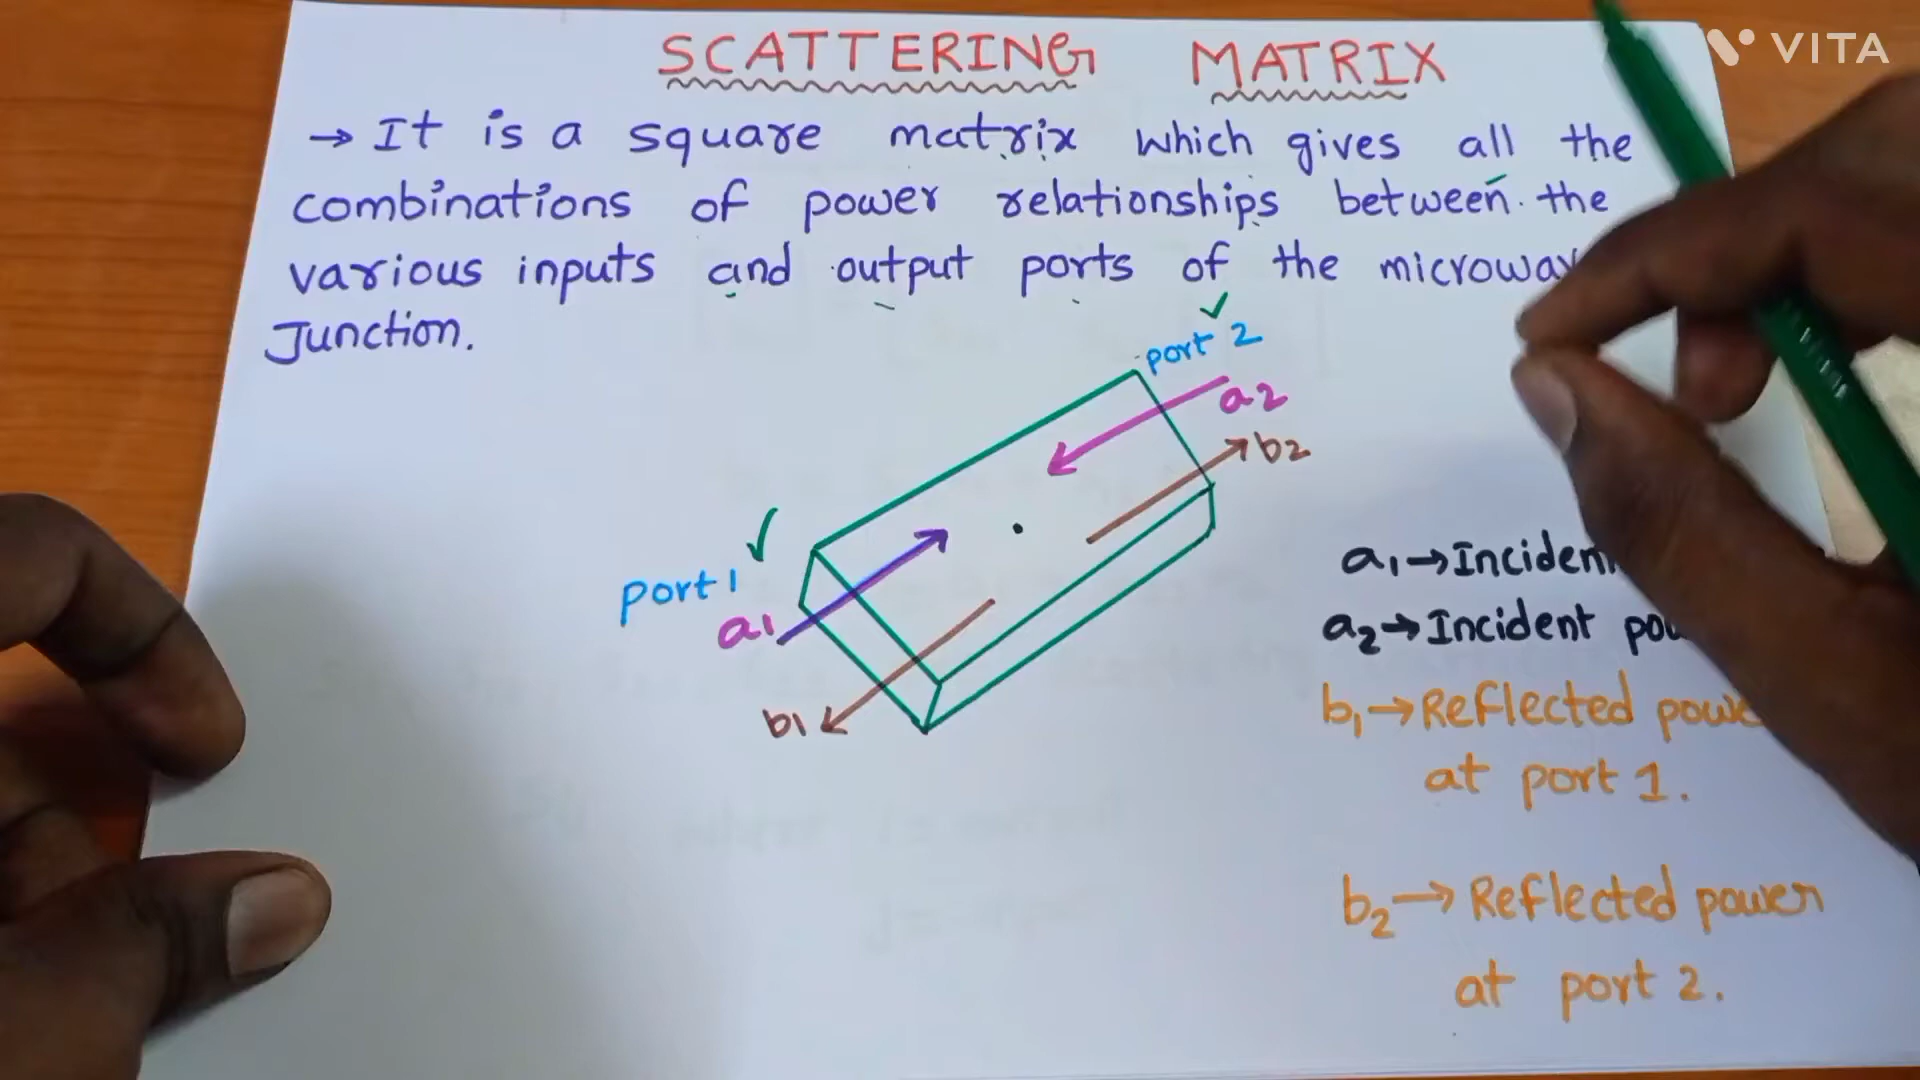 SCATTERING MATRIX
VITA
→ It is a square matrix which gives all the
combinations of power relationships between the
various inputs and output ports of the
Junction.
port 2
a2
b2
port 1
a1
b1
a1→
a2→Incident
b1→Reflected
at port 1.
b2→ Reflected power
at port 2.